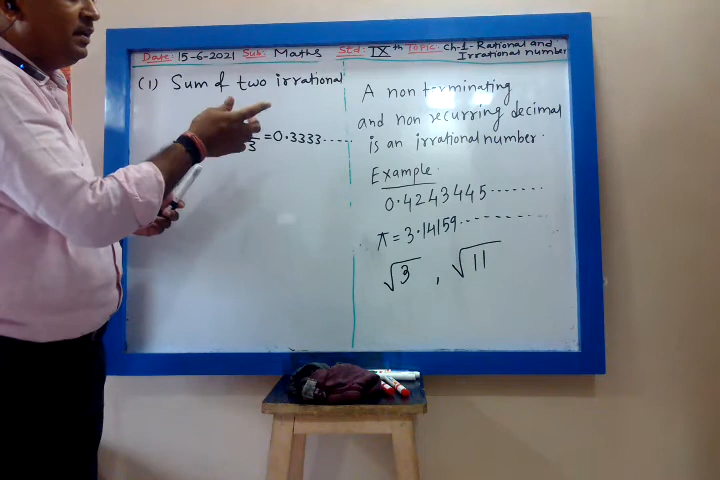 Date: 15-6-2021 Sub: Maths Std: IXth Topic: Ch-1-Rational and Irrational number
(1) Sum of two irrational
3 = 0.3333.....
A non terminating
and non recurring decimal
is an irrational number.
Example.
0.4243445.......
π = 3.14159.........
√3 , √11